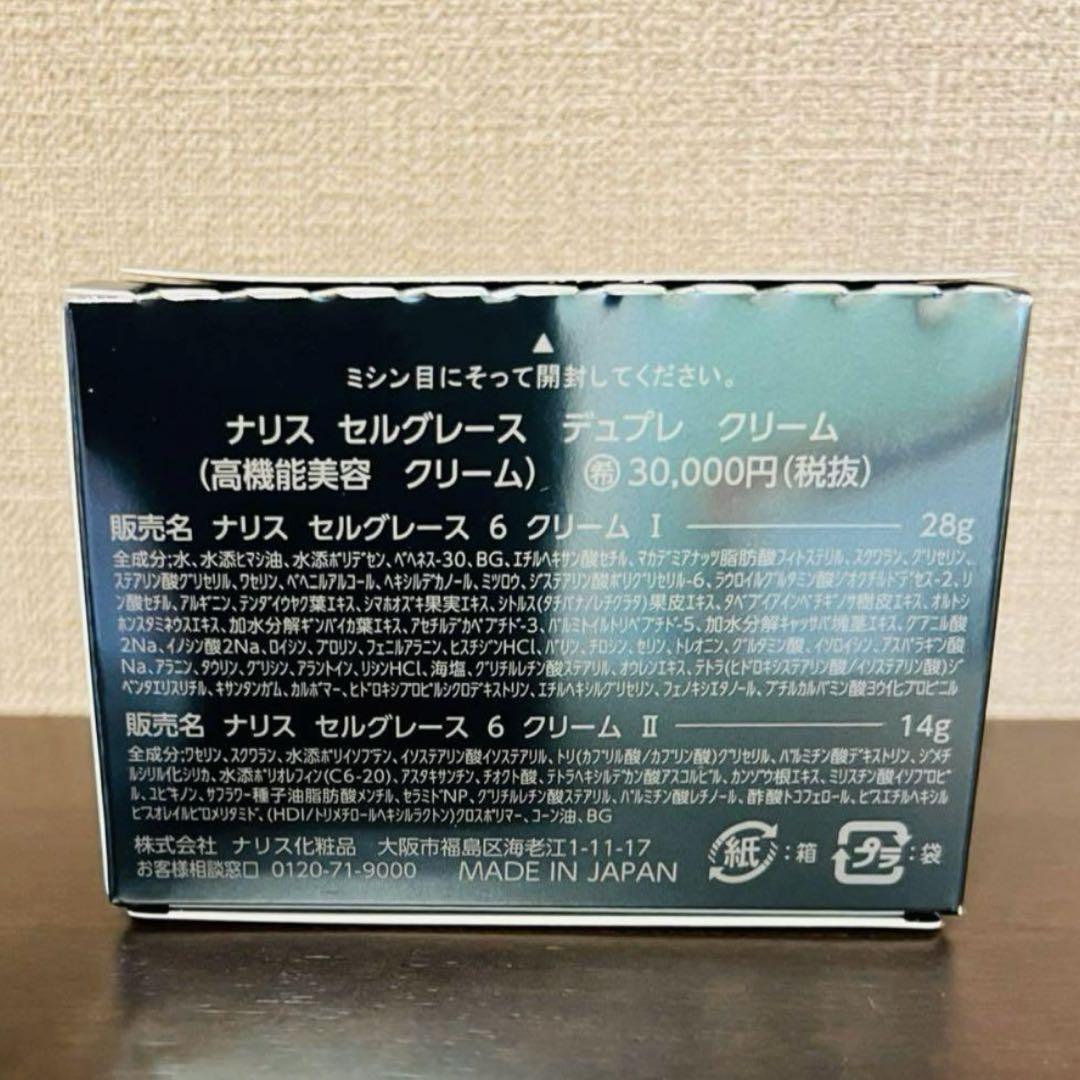 ▲
ミシン目にそって開封してください。
ナリス セルグレース デュプレ クリーム
(高機能美容 クリーム) ㊕30,000円(税抜)
販売名 ナリス セルグレース 6 クリーム Ⅰ 28g
全成分:水、水添ヒマシ油、水添ポリデセン、ベヘネス-30、BG、エチルヘキサン酸セチル、マカデミアナッツ脂肪酸フィトステリル、スクワラン、グリセリン、
ステアリン酸グリセリル、ワセリン、ベヘニルアルコール、ヘキシルデカノール、ミツロウ、ジステアリン酸ポリグリセリル-6、ラウロイルグルタミン酸ジオクチルドデセス-2、リ
ン酸セチル、アルギニン、テンダイウヤク葉エキス、シマホオズキ果実エキス、シトルス(タチバナ/レチクラタ)果皮エキス、タベブイアインペチギノサ樹皮エキス、オルトシ
ホンスタミネウスエキス、加水分解ギンバイカ葉エキス、アセチルデカペプチド-3、パルミトイルトリペプチド-5、加水分解キャッサバ塊茎エキス、グアニル酸
2Na、イノシン酸2Na、ロイシン、プロリン、フェニルアラニン、ヒスチジンHCl、バリン、チロシン、セリン、トレオニン、グルタミン酸、イソロイシン、アスパラギン酸
Na、アラニン、タウリン、グリシン、アラントイン、リシンHCl、海塩、グリチルレチン酸ステアリル、オウレンエキス、テトラ(ヒドロキシステアリン酸/イソステアリン酸)ジ
ペンタエリスリチル、キサンタンガム、カルボマー、ヒドロキシプロピルシクロデキストリン、エチルヘキシルグリセリン、フェノキシエタノール、ブチルカルバミン酸ヨウ化プロピニル
販売名 ナリス セルグレース 6 クリーム Ⅱ 14g
全成分:ワセリン、スクワラン、水添ポリイソブテン、イソステアリン酸イソステアリル、トリ(カプリル酸/カプリン酸)グリセリル、パルミチン酸デキストリン、ジメチ
ルシリル化シリカ、水添ポリオレフィン(C6-20)、アスタキサンチン、チオクト酸、テトラヘキシルデカン酸アスコルビル、カンゾウ根エキス、ミリスチン酸イソプロピ
ル、ユビキノン、サフラワー種子油脂肪酸メンチル、セラミドNP、グリチルレチン酸ステアリル、パルミチン酸レチノール、酢酸トコフェロール、ビスエチルヘキシル
ビスオレイルピロメリタミド、(HDI/トリメチロールヘキシルラクトン)クロスポリマー、コーン油、BG
株式会社 ナリス化粧品 大阪市福島区海老江1-11-17
お客様相談窓口 0120-71-9000 MADE IN JAPAN
紙:箱 プラ:袋